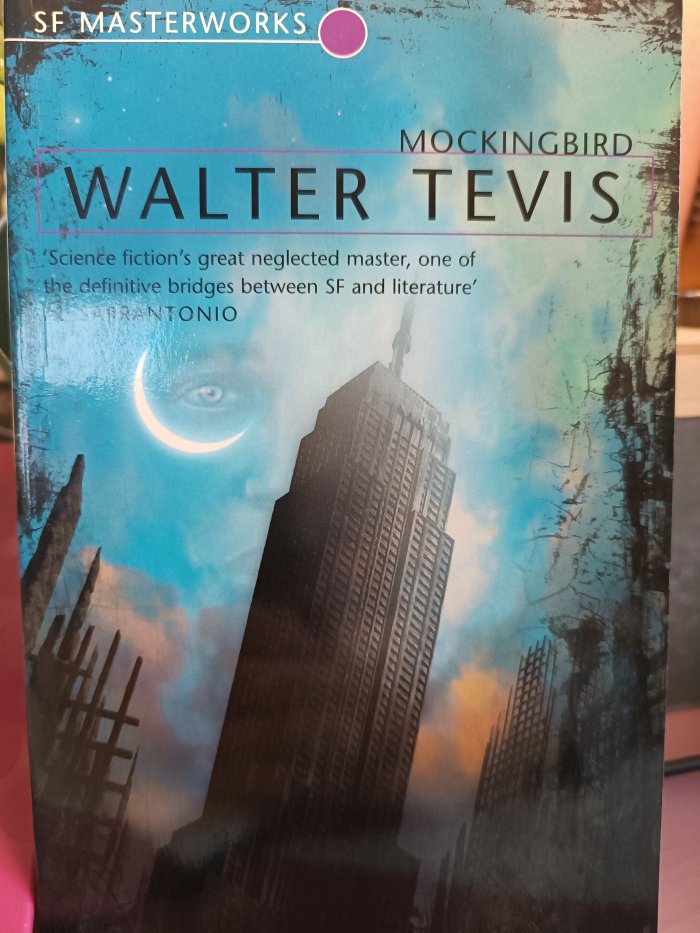 SF MASTERWORKS
MOCKINGBIRD
WALTER TEVIS
'Science fiction's great neglected master, one of
the definitive bridges between SF and literature'
SARRANTONIO